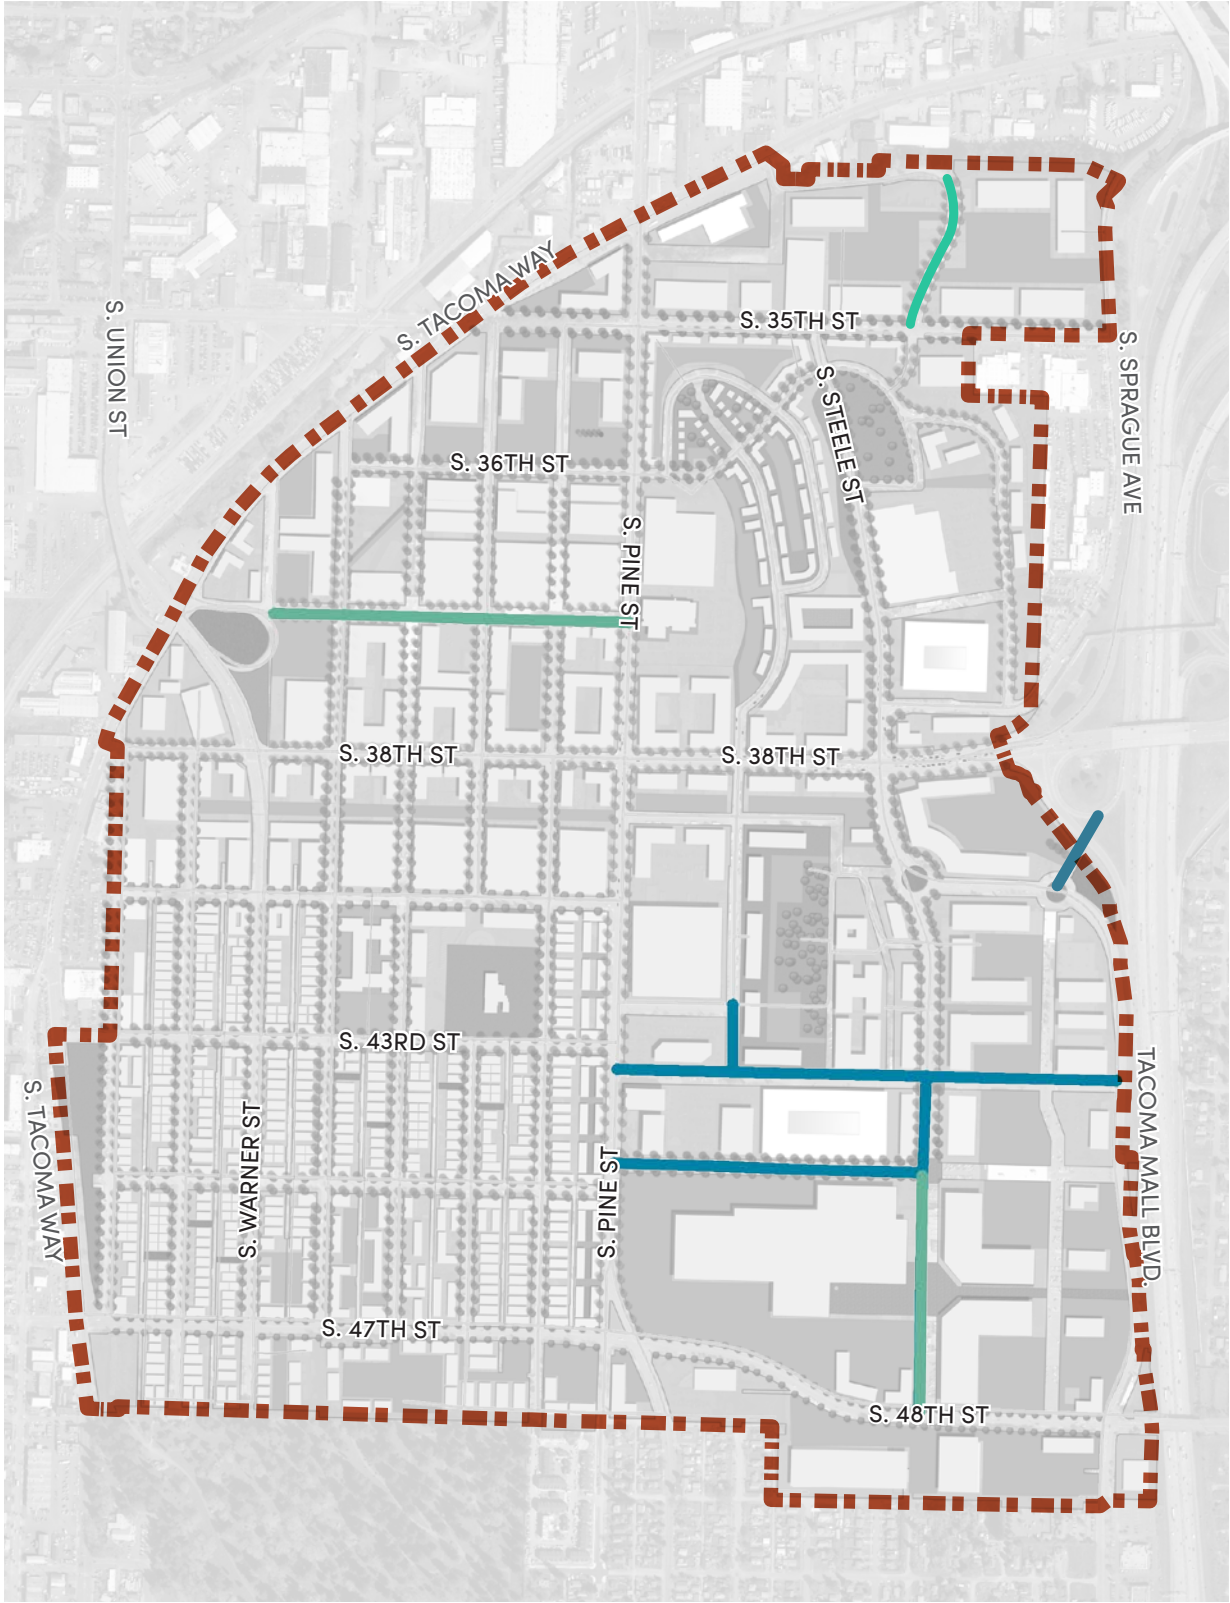 S. TACOMA WAY
S. UNION ST
S. 35TH ST
S. SPRAGUE AVE
S. STEELE ST
S. 36TH ST
S. PINE ST
S. 38TH ST
S. 38TH ST
S. 43RD ST
S. TACOMA WAY
S. WARNER ST
S. PINE ST
TACOMA MALL BLVD.
S. 47TH ST
S. 48TH ST